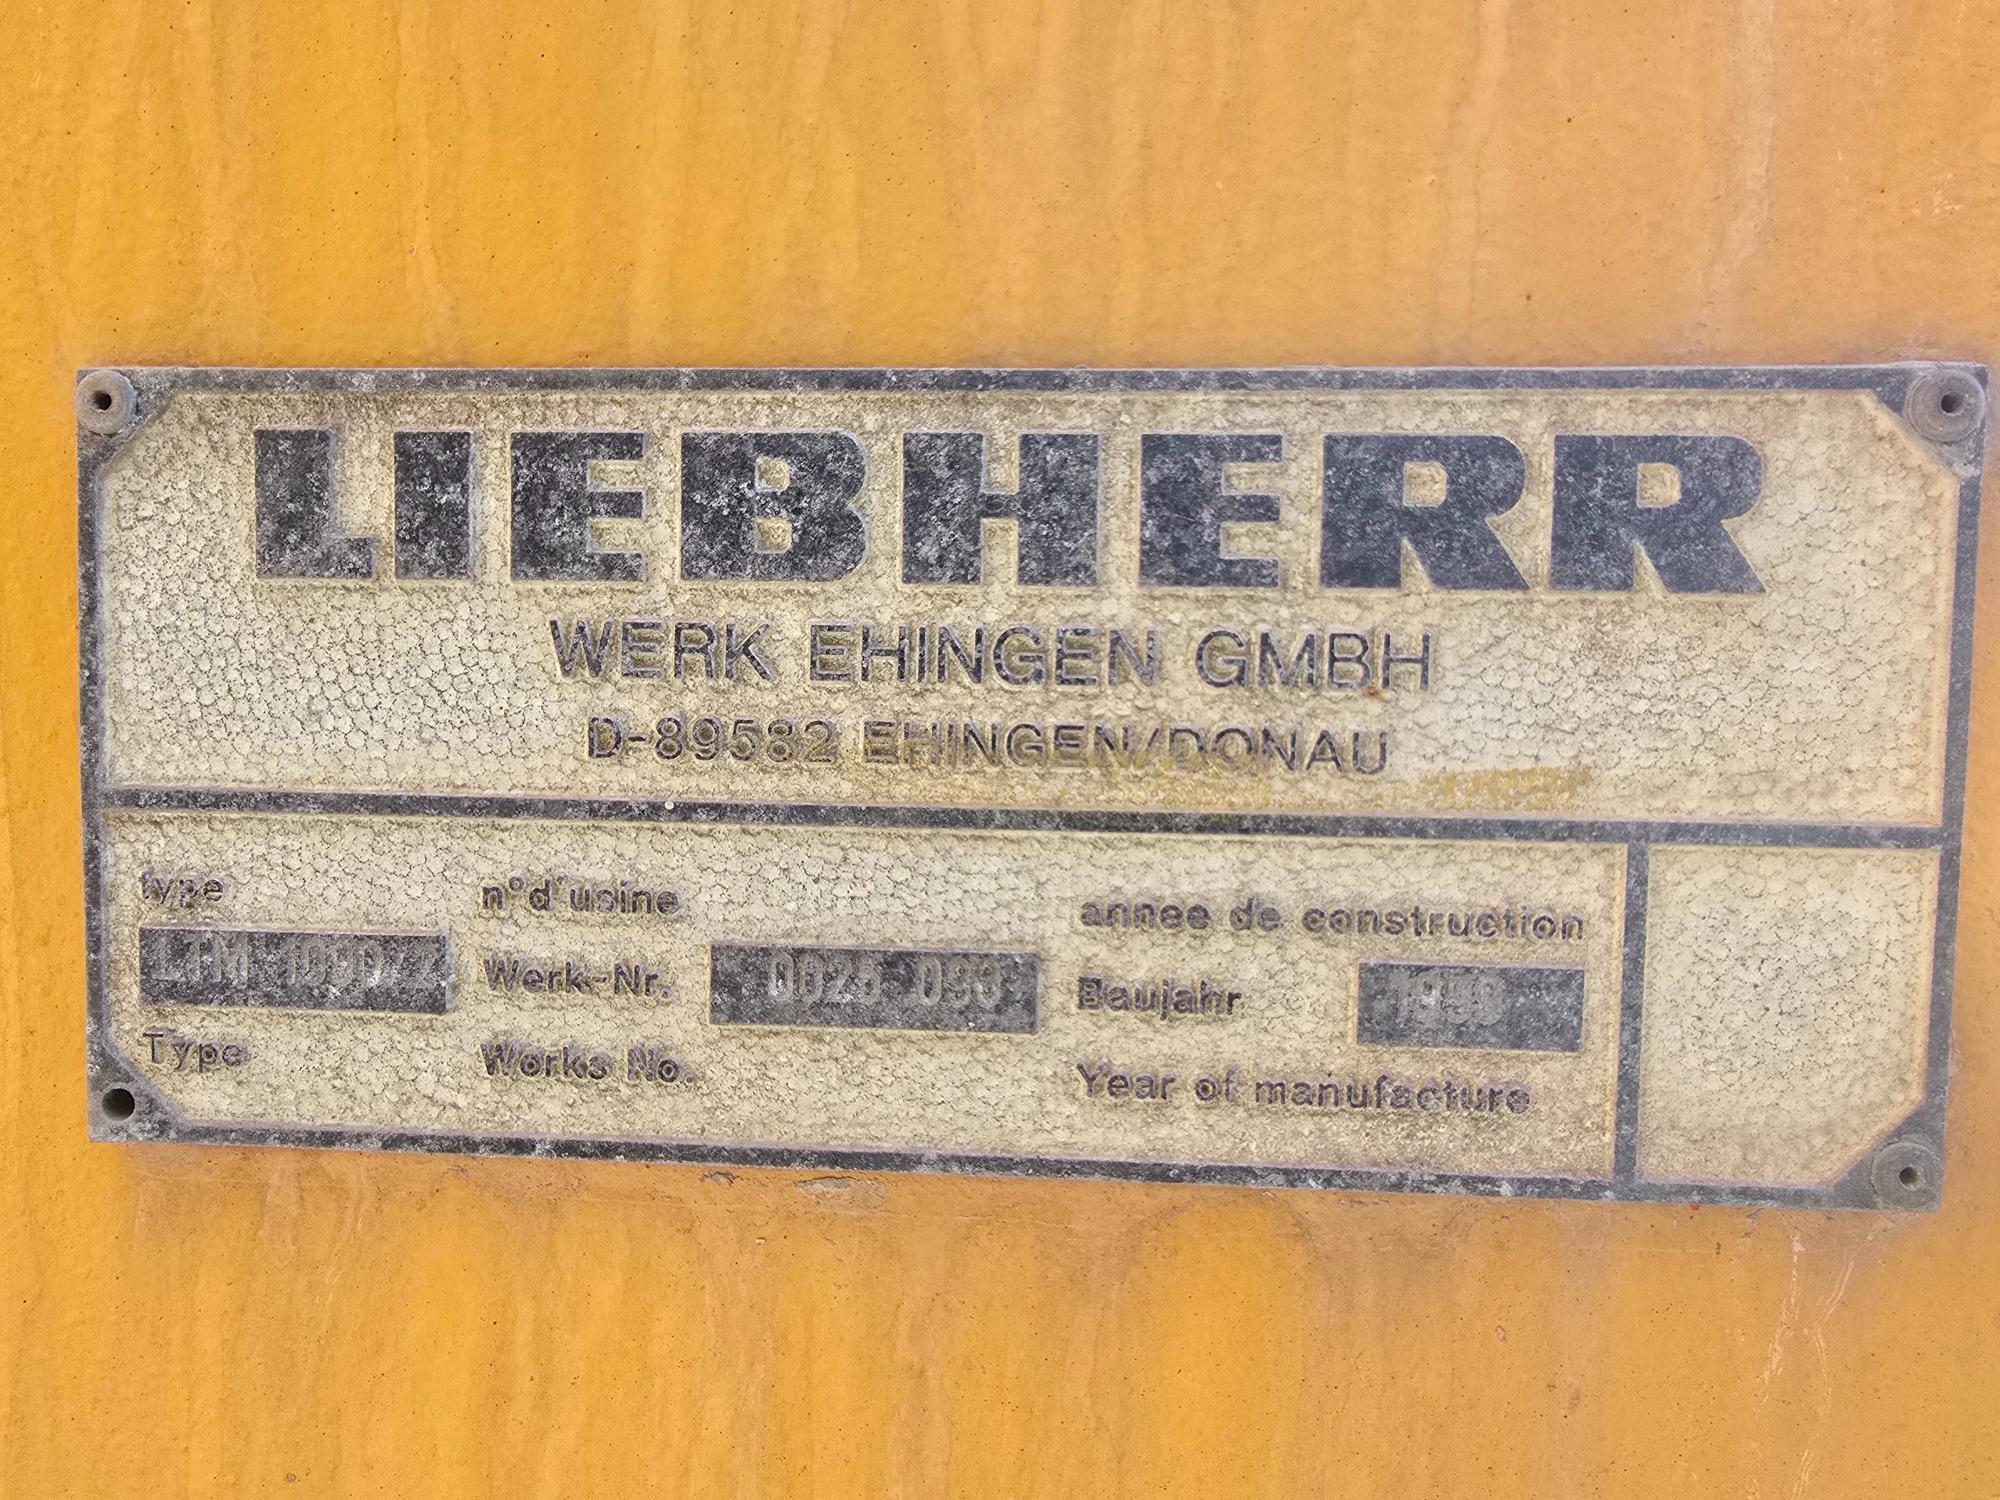 LIEBHERR
WERK EHINGEN GMBH
D-89582 EHINGEN/DONAU
type n°d'usine annee de construction
LTM Werk-Nr. Baujahr
Type Works No. Year of manufacture